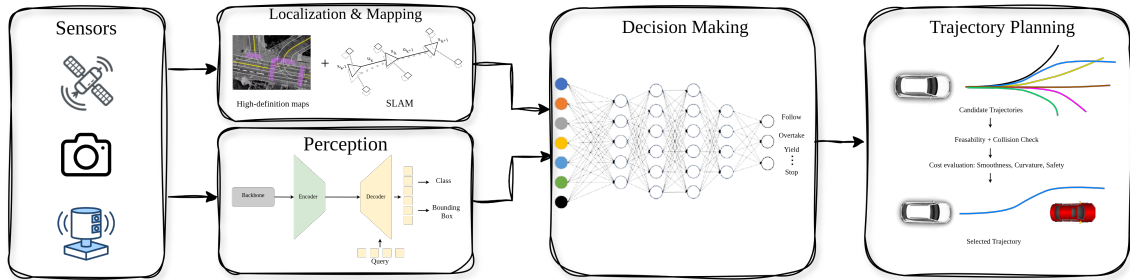 Sensors
Localization & Mapping
High-definition maps
+
SLAM
Perception
Backbone
Encoder
Decoder
Class
Bounding
Box
Query
Decision Making
Follow
Overtake
Yield
Stop
Trajectory Planning
Candidate Trajectories
Feasability + Collision Check
Cost evaluation: Smoothness, Curvature, Safety
Selected Trajectory